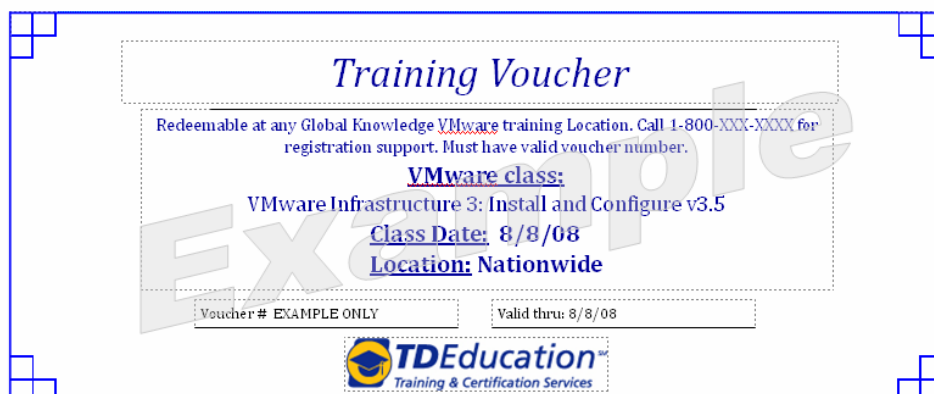 Training Voucher
Redeemable at any Global Knowledge VMware training Location. Call 1-800-XXX-XXXX for
registration support. Must have valid voucher number.
VMware class:
VMware Infrastructure 3: Install and Configure v3.5
Class Date: 8/8/08
Location: Nationwide
Example
Voucher # EXAMPLE ONLY
Valid thru: 8/8/08
TDEducation℠
Training & Certification Services